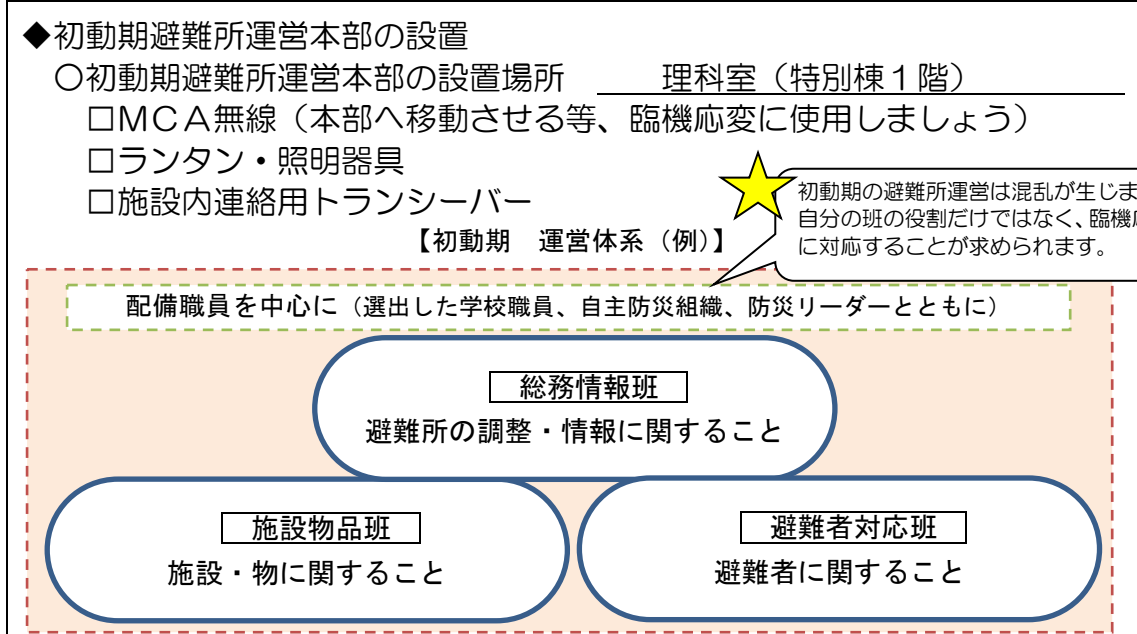 ◆初動期避難所運営本部の設置
○初動期避難所運営本部の設置場所　理科室（特別棟１階）
□ＭＣＡ無線（本部へ移動させる等、臨機応変に使用しましょう）
□ランタン・照明器具
□施設内連絡用トランシーバー
初動期の避難所運営は混乱が生じま
自分の班の役割だけではなく、臨機応
に対応することが求められます。
【初動期　運営体系（例）】
配備職員を中心に（選出した学校職員、自主防災組織、防災リーダーとともに）
総務情報班
避難所の調整・情報に関すること
施設物品班
施設・物に関すること
避難者対応班
避難者に関すること